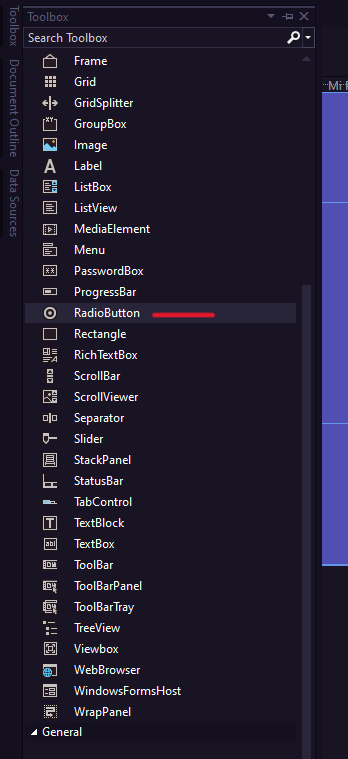 Toolbox
Document Outline
Data Sources
Toolbox
Search Toolbox
Frame
Grid
GridSplitter
GroupBox
Image
Label
ListBox
ListView
MediaElement
Menu
PasswordBox
ProgressBar
RadioButton
Rectangle
RichTextBox
ScrollBar
ScrollViewer
Separator
Slider
StackPanel
StatusBar
TabControl
TextBlock
TextBox
ToolBar
ToolBarPanel
ToolBarTray
TreeView
Viewbox
WebBrowser
WindowsFormsHost
WrapPanel
General